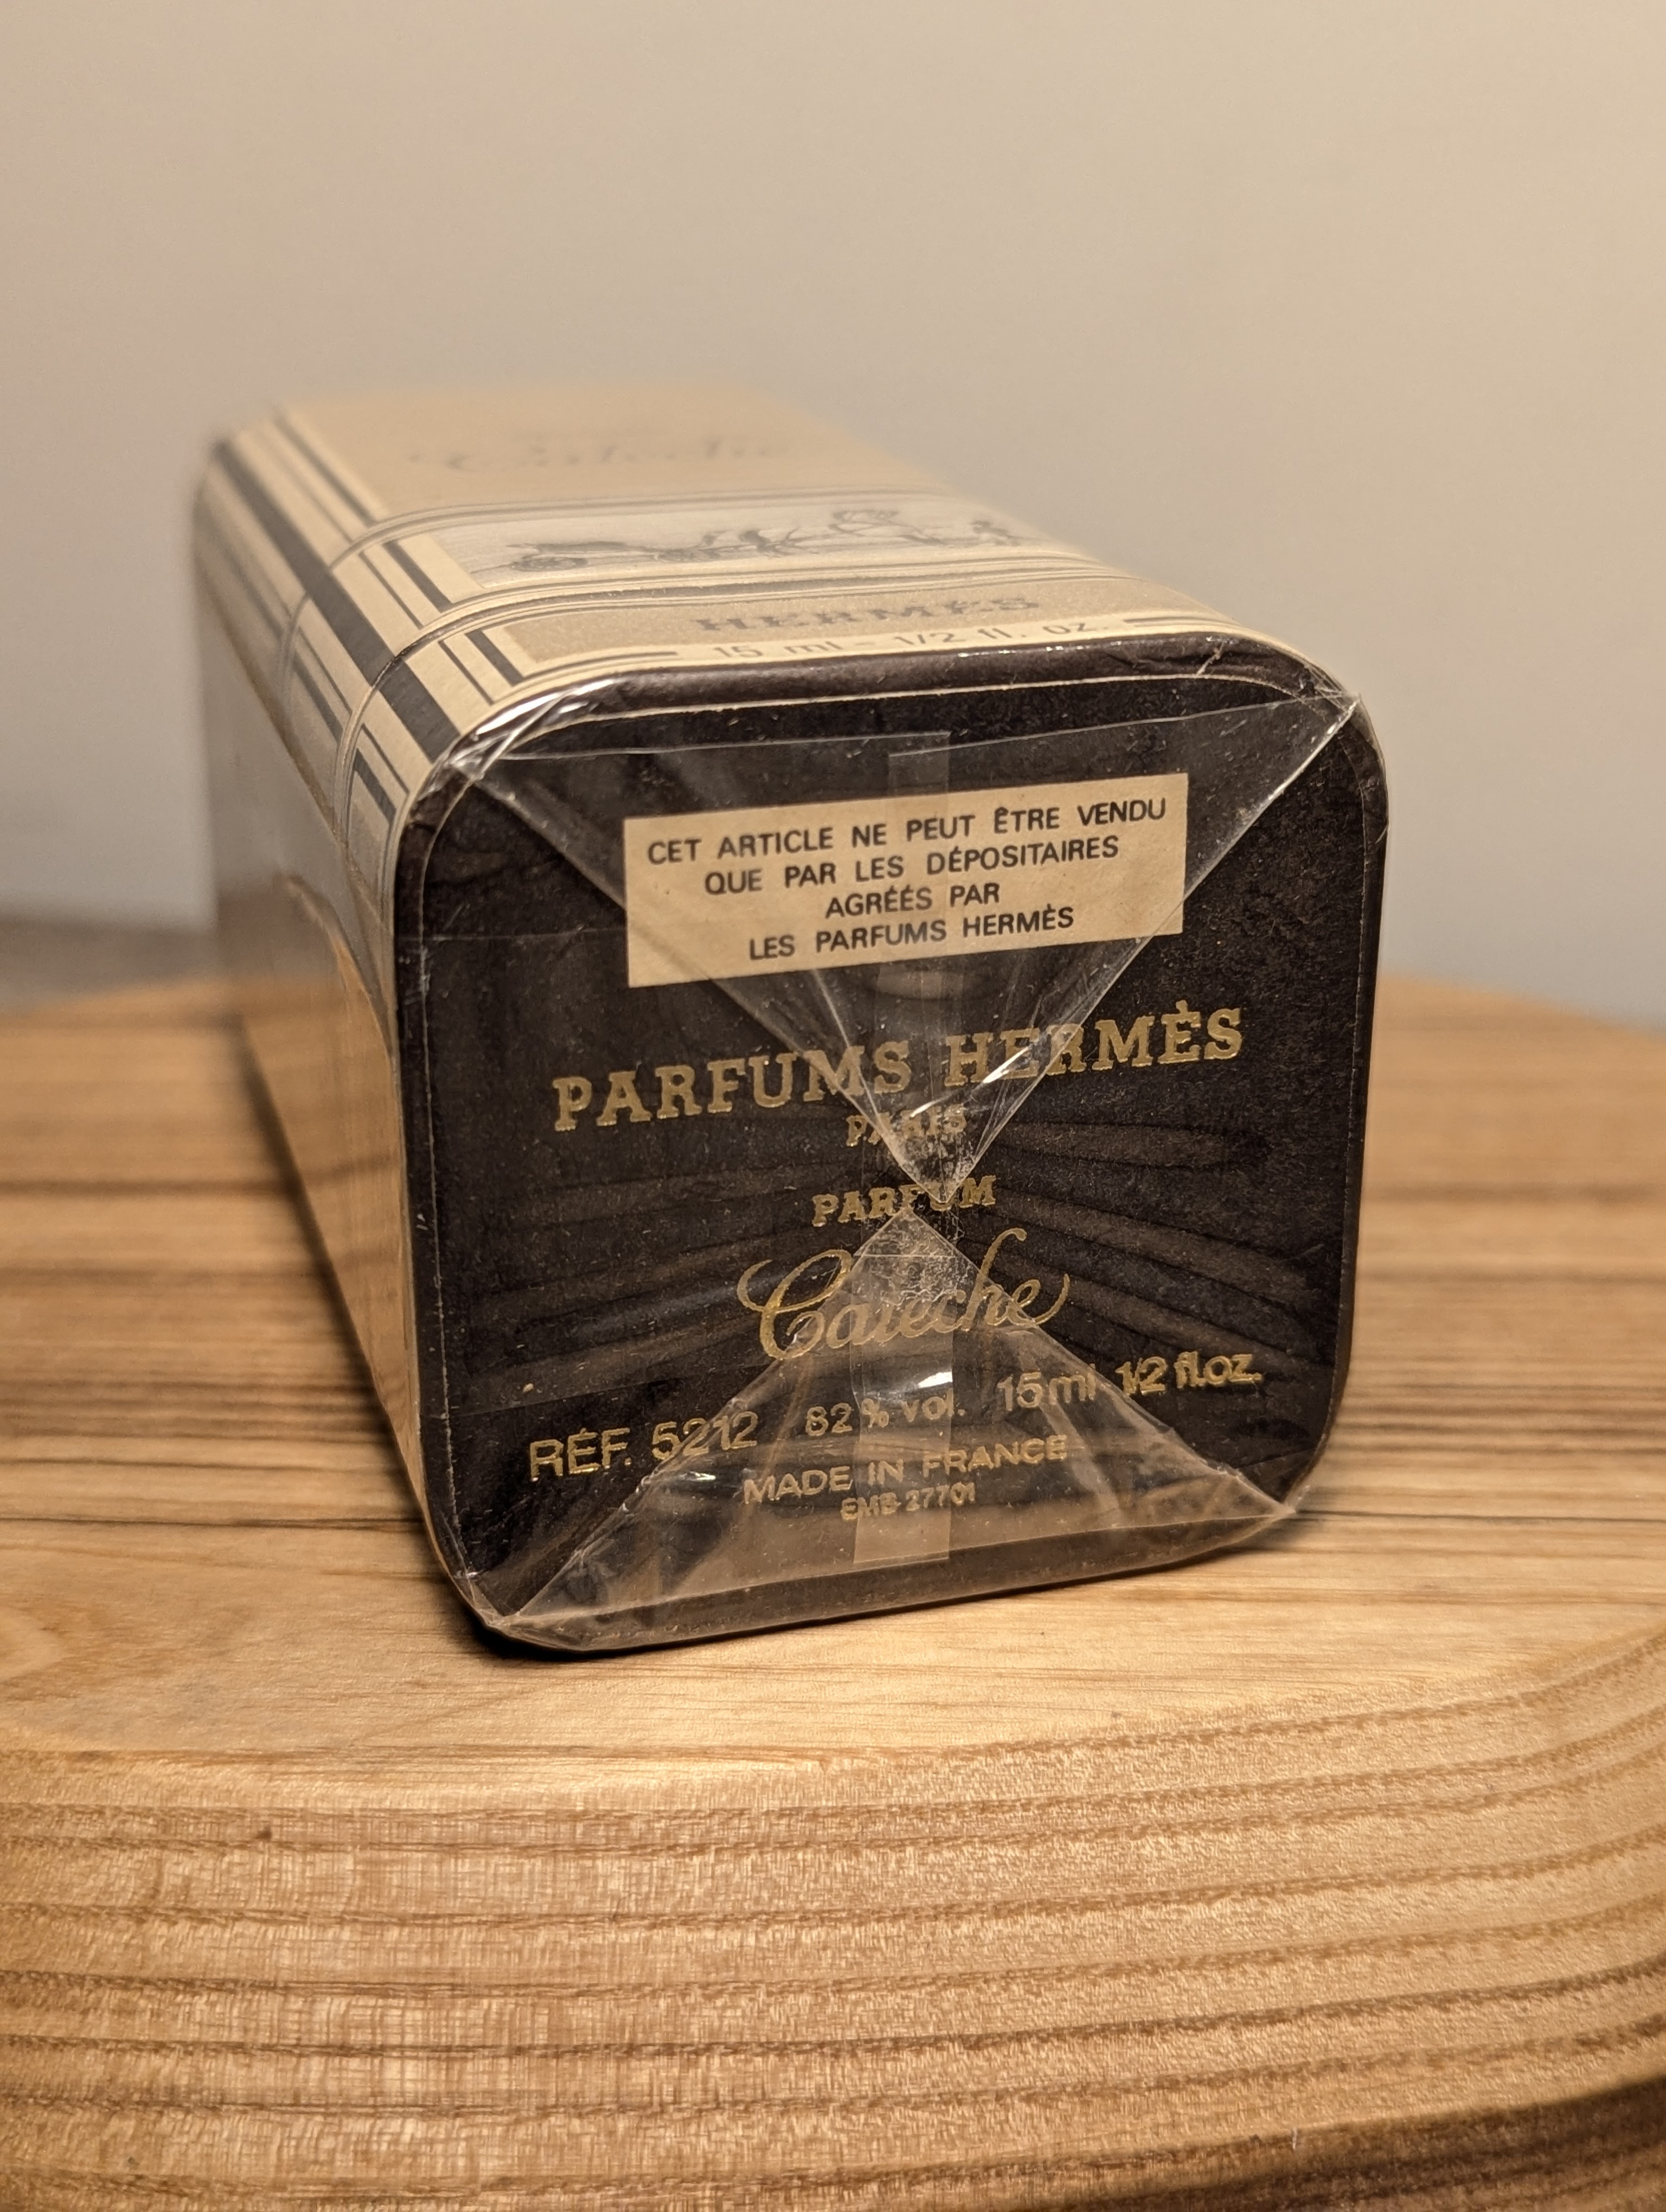 Calèche
HERMÈS
15 ml - 1/2 fl. oz.
CET ARTICLE NE PEUT ÊTRE VENDU
QUE PAR LES DÉPOSITAIRES
AGRÉÉS PAR
LES PARFUMS HERMÈS
PARFUMS HERMÈS
PARIS
PARFUM
Calèche
RÉF. 5212 82% vol. 15ml 1/2 fl.oz.
MADE IN FRANCE
EMB 27701